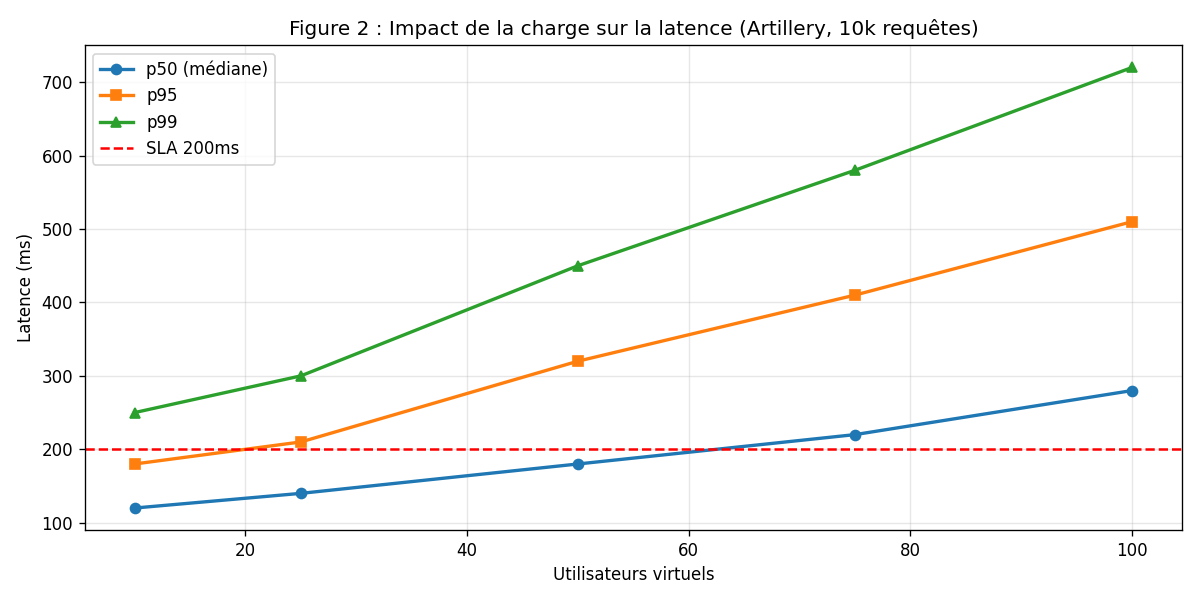 Figure 2 : Impact de la charge sur la latence (Artillery, 10k requêtes)
p50 (médiane)
p95
p99
SLA 200ms
Latence (ms)
700
600
500
400
300
200
100
20 40 60 80 100
Utilisateurs virtuels